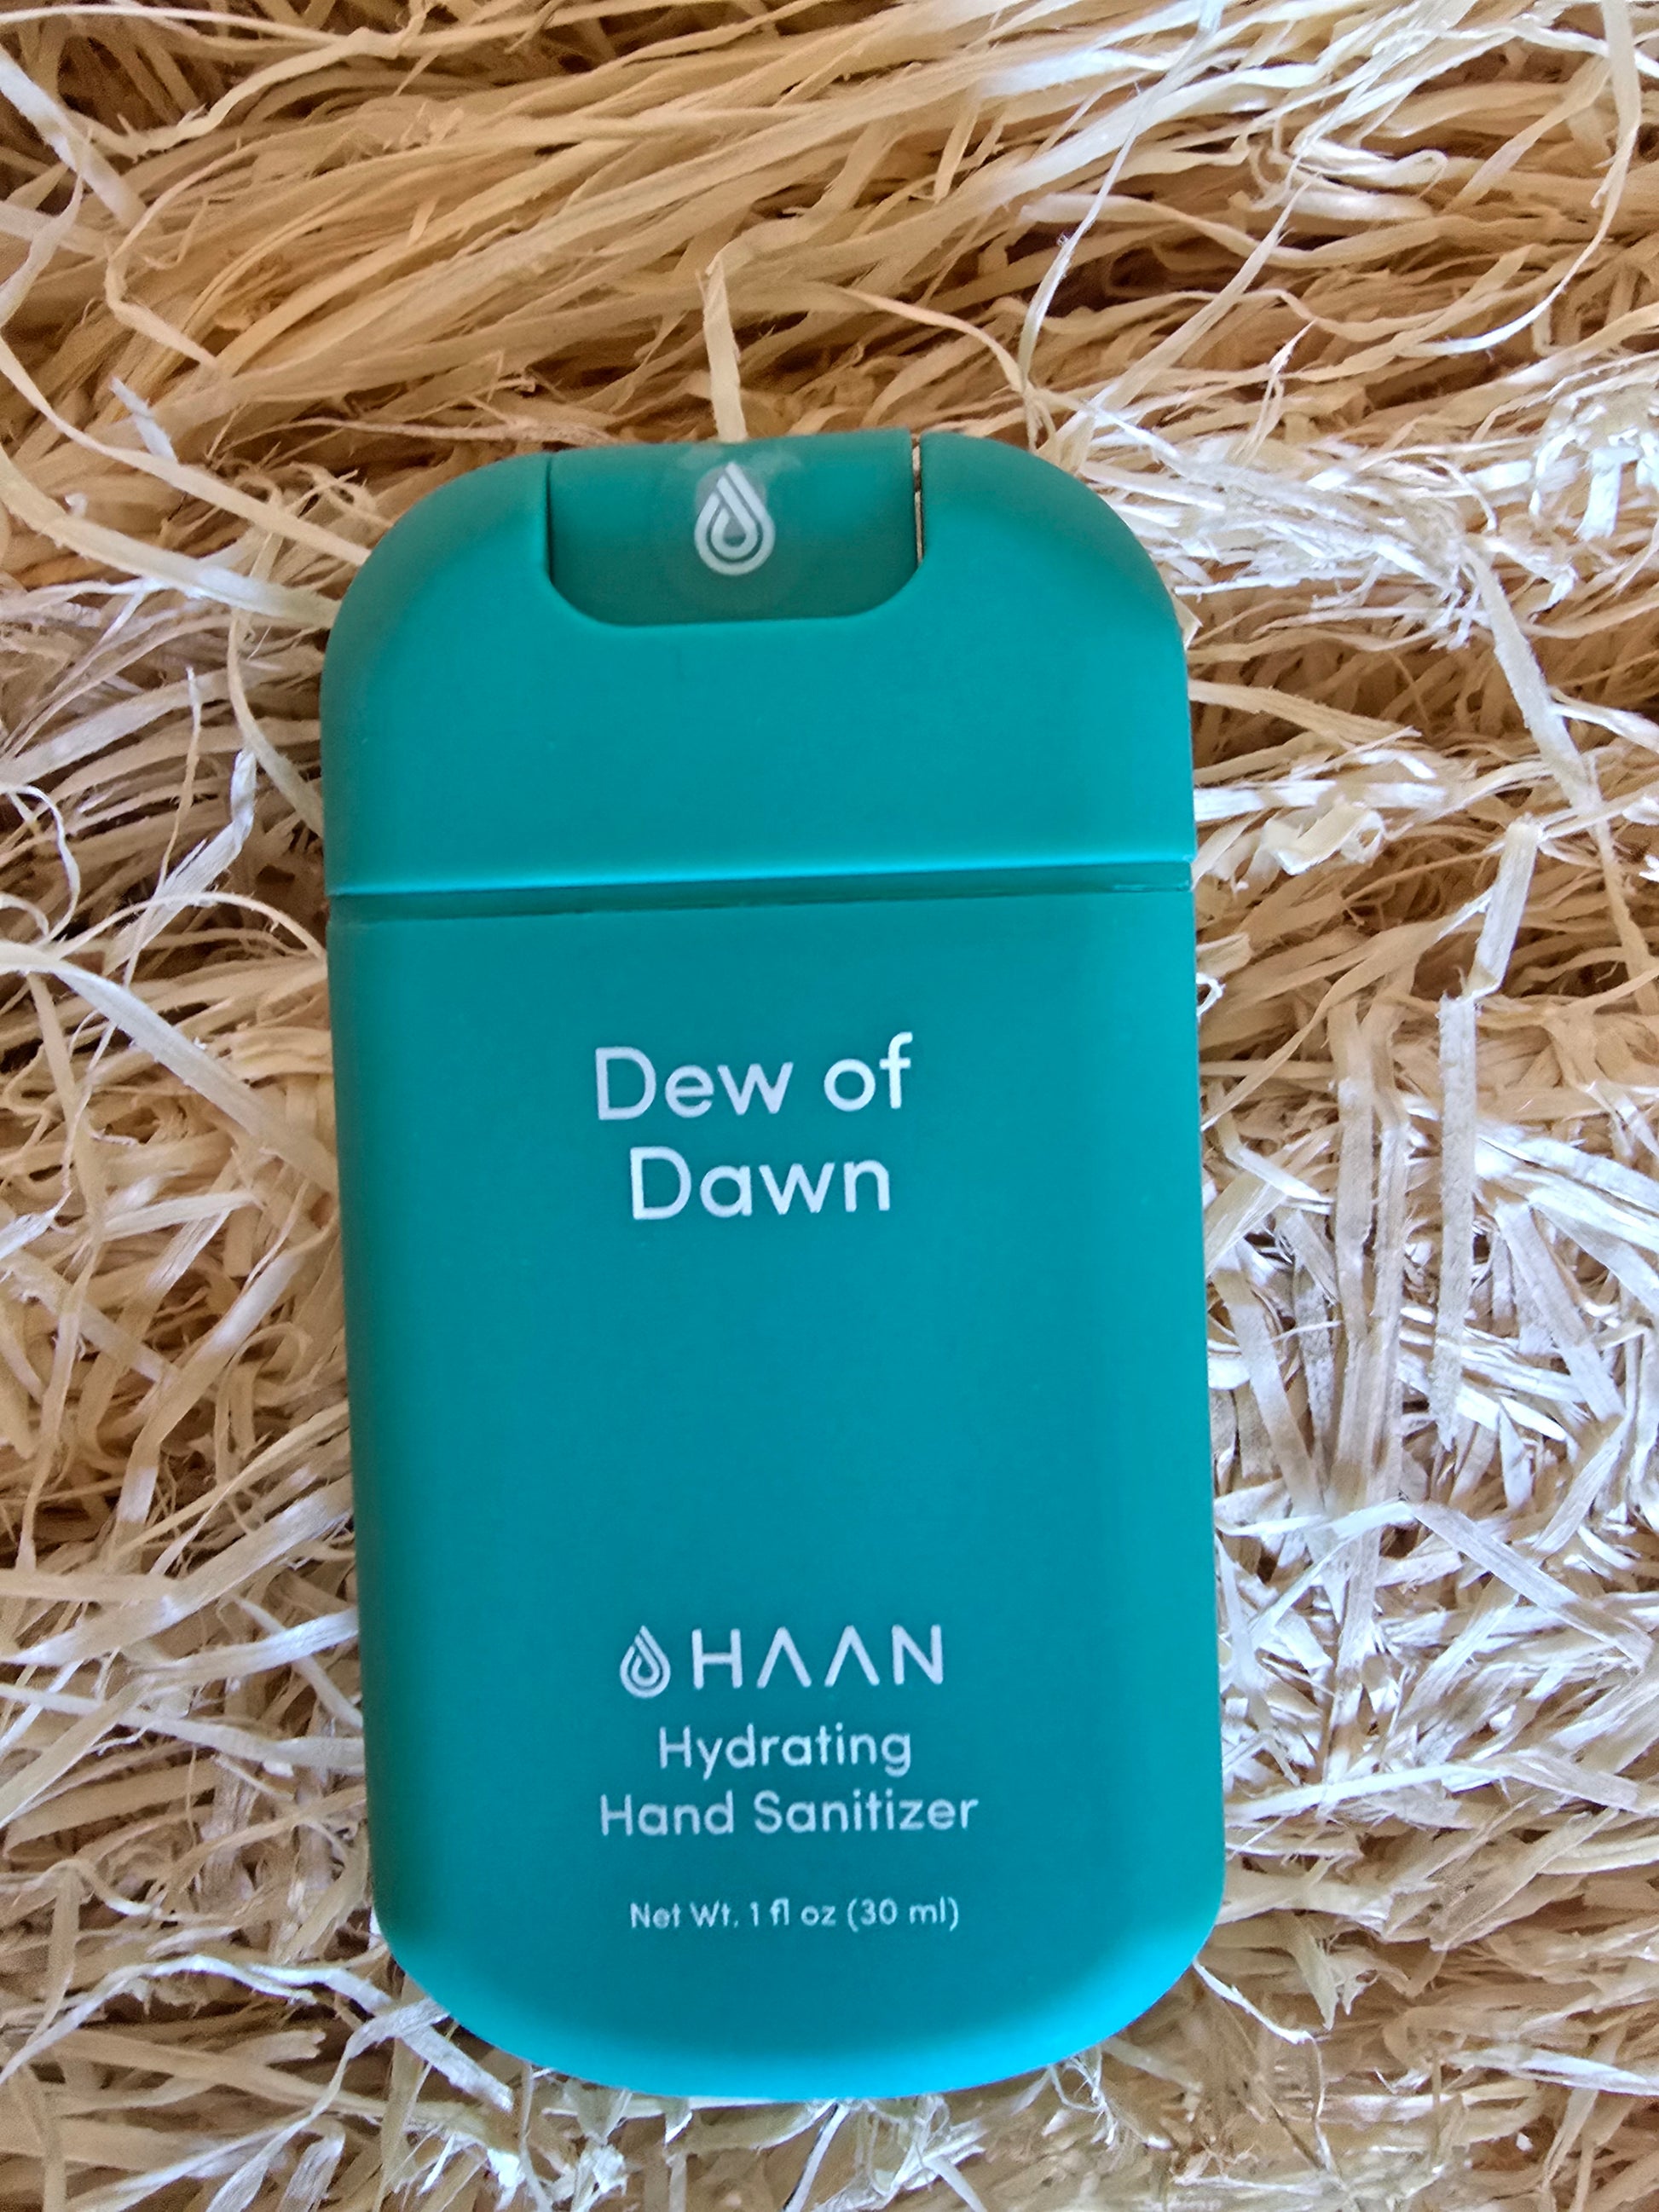 Dew of
Dawn
HAAN
Hydrating
Hand Sanitizer
Net Wt. 1 fl oz (30 ml)